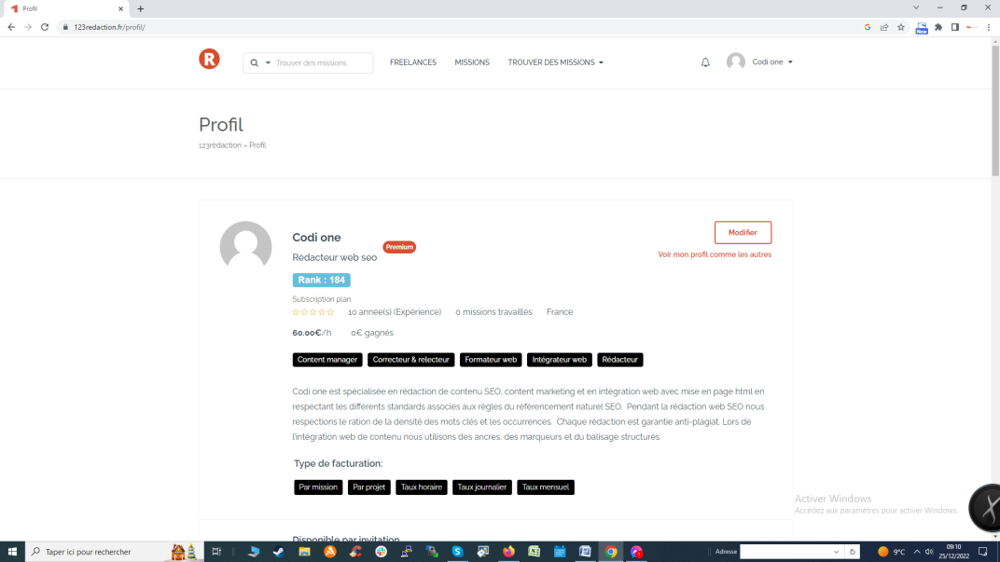 Profil
123redaction.fr/profil/
New
R
Trouver des missions
FREELANCES
MISSIONS
TROUVER DES MISSIONS
Codi one
Profil
123rédaction » Profil
Codi one
Premium
Rédacteur web seo
Modifier
Voir mon profil comme les autres
Rank : 184
Subscription plan
10 année(s) (Expérience) 0 missions travaillés France
60.00€/h 0€ gagnés
Content manager Correcteur & relecteur Formateur web Intégrateur web Rédacteur
Codi one est spécialisée en rédaction de contenu SEO, content marketing et en intégration web avec mise en page html en
respectant les différents standards associés aux règles du référencement naturel SEO. Pendant la rédaction web SEO nous
respections le ration de la densité des mots clés et les occurrences. Chaque rédaction est garantie anti-plagiat. Lors de
l'intégration web de contenu nous utilisons des ancres, des marqueurs et du balisage structurés.
Type de facturation:
Par mission Par projet Taux horaire Taux journalier Taux mensuel
Disponible par invitation
Activer Windows
Accédez aux paramètres pour activer Windows.
Taper ici pour rechercher
Adresse
9°C
09:10
25/12/2022